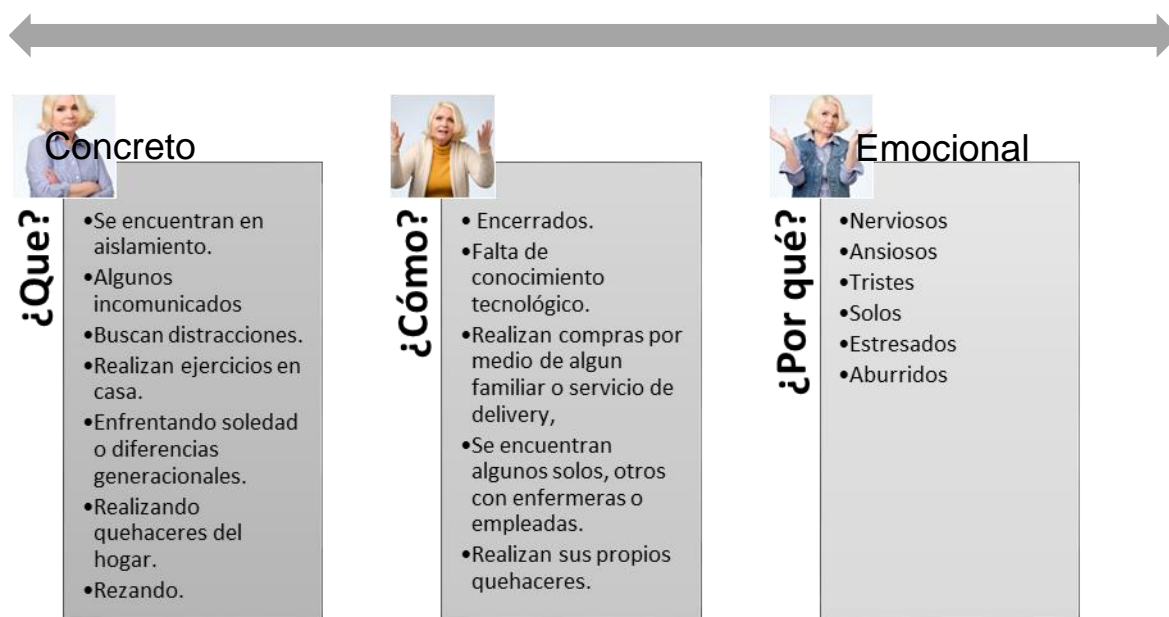 Concreto
¿Que?
•Se encuentran en
aislamiento.
•Algunos
incomunicados
•Buscan distracciones.
•Realizan ejercicios en
casa.
•Enfrentando soledad
o diferencias
generacionales.
•Realizando
quehaceres del
hogar.
•Rezando.
¿Cómo?
• Encerrados.
•Falta de
conocimiento
tecnológico.
•Realizan compras por
medio de algun
familiar o servicio de
delivery,
•Se encuentran
algunos solos, otros
con enfermeras o
empleadas.
•Realizan sus propios
quehaceres.
Emocional
¿Por qué?
•Nerviosos
•Ansiosos
•Tristes
•Solos
•Estresados
•Aburridos